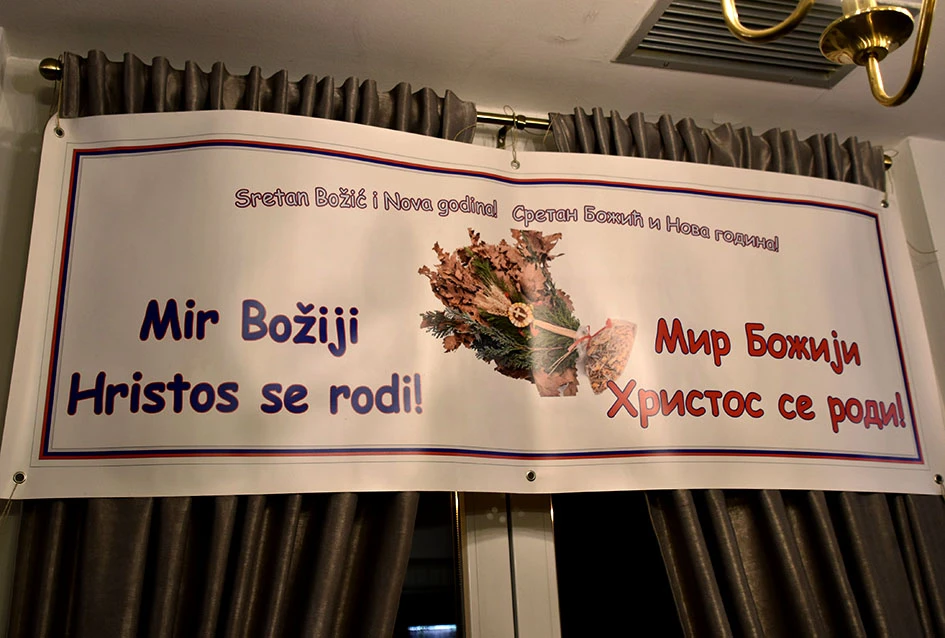 Sretan Božić i Nova godina! Сретан Божић и Нова година!
Mir Božiji
Hristos se rodi!
Мир Божији
Христос се роди!